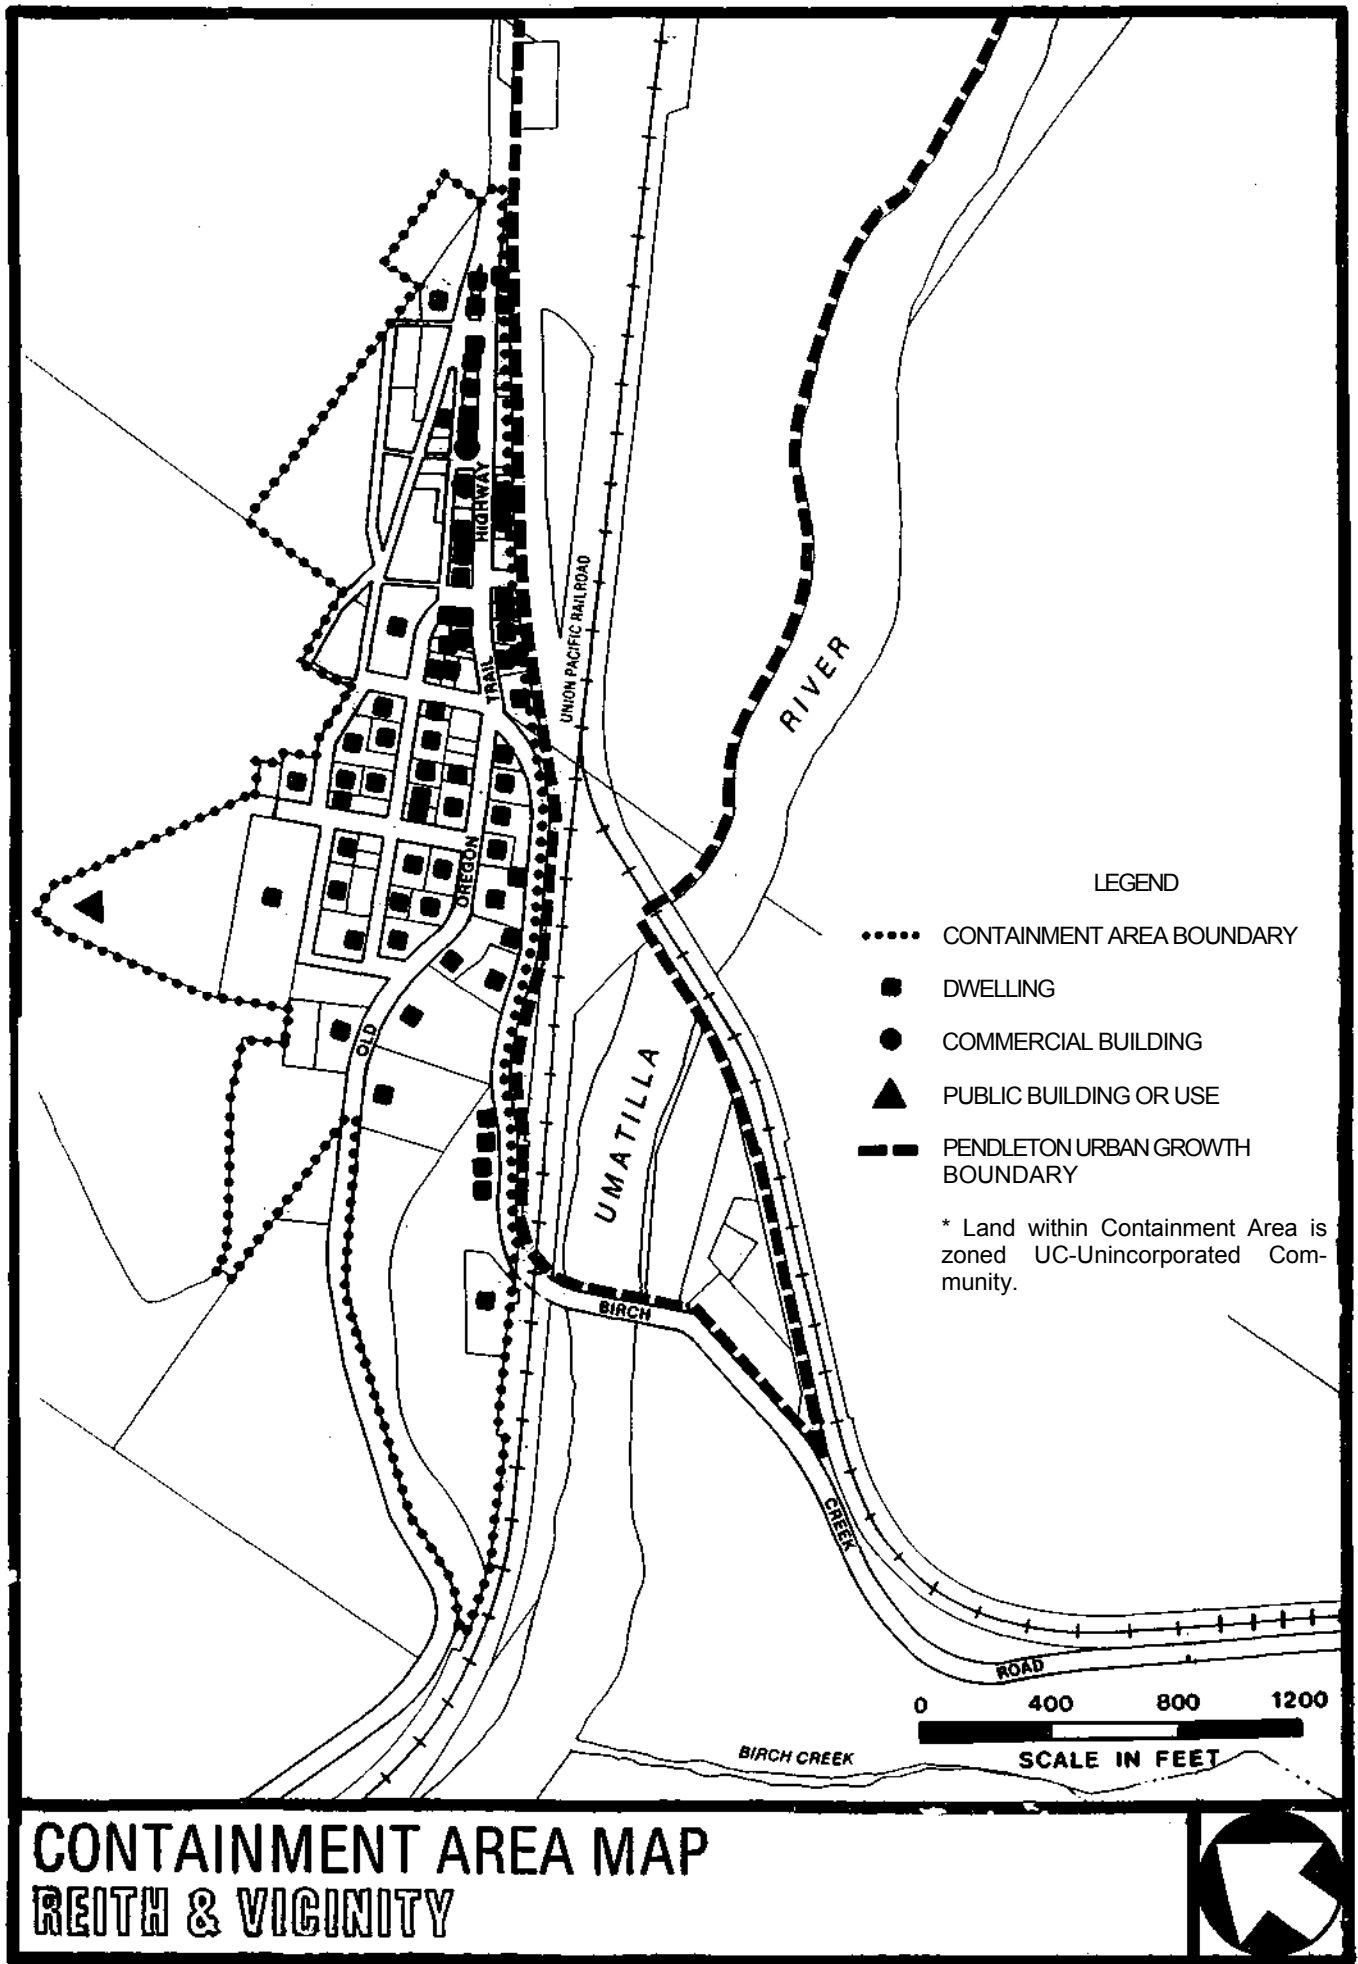 HIGHWAY
UNION PACIFIC RAILROAD
TRAIL
RIVER
OREGON
OLD
UMATILLA
LEGEND
CONTAINMENT AREA BOUNDARY
DWELLING
COMMERCIAL BUILDING
PUBLIC BUILDING OR USE
PENDLETON URBAN GROWTH
BOUNDARY
* Land within Containment Area is
zoned UC-Unincorporated Com-
munity.
BIRCH
CREEK
ROAD
0 400 800 1200
SCALE IN FEET
BIRCH CREEK
CONTAINMENT AREA MAP
REITH & VICINITY